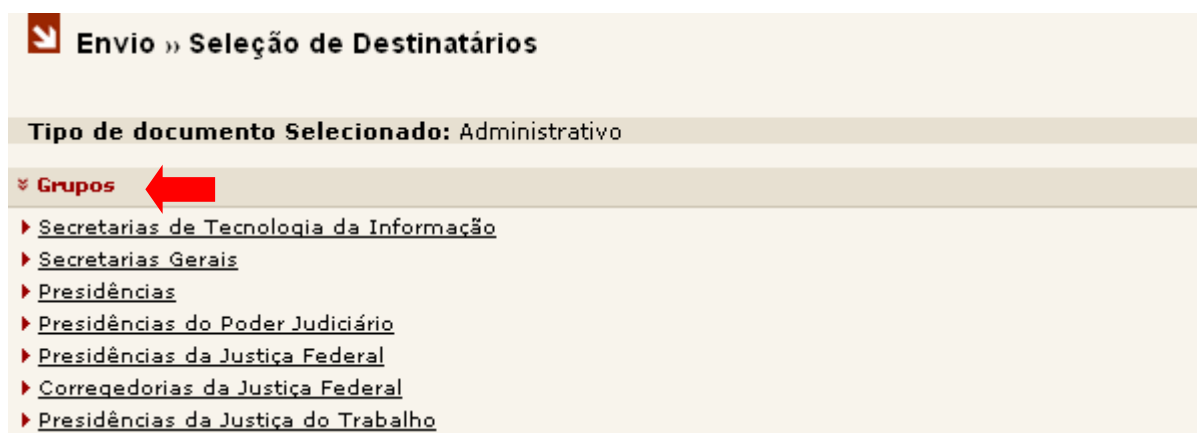 Envio » Seleção de Destinatários
Tipo de documento Selecionado: Administrativo
Grupos
Secretarias de Tecnologia da Informação
Secretarias Gerais
Presidências
Presidências do Poder Judiciário
Presidências da Justiça Federal
Corregedorias da Justiça Federal
Presidências da Justiça do Trabalho